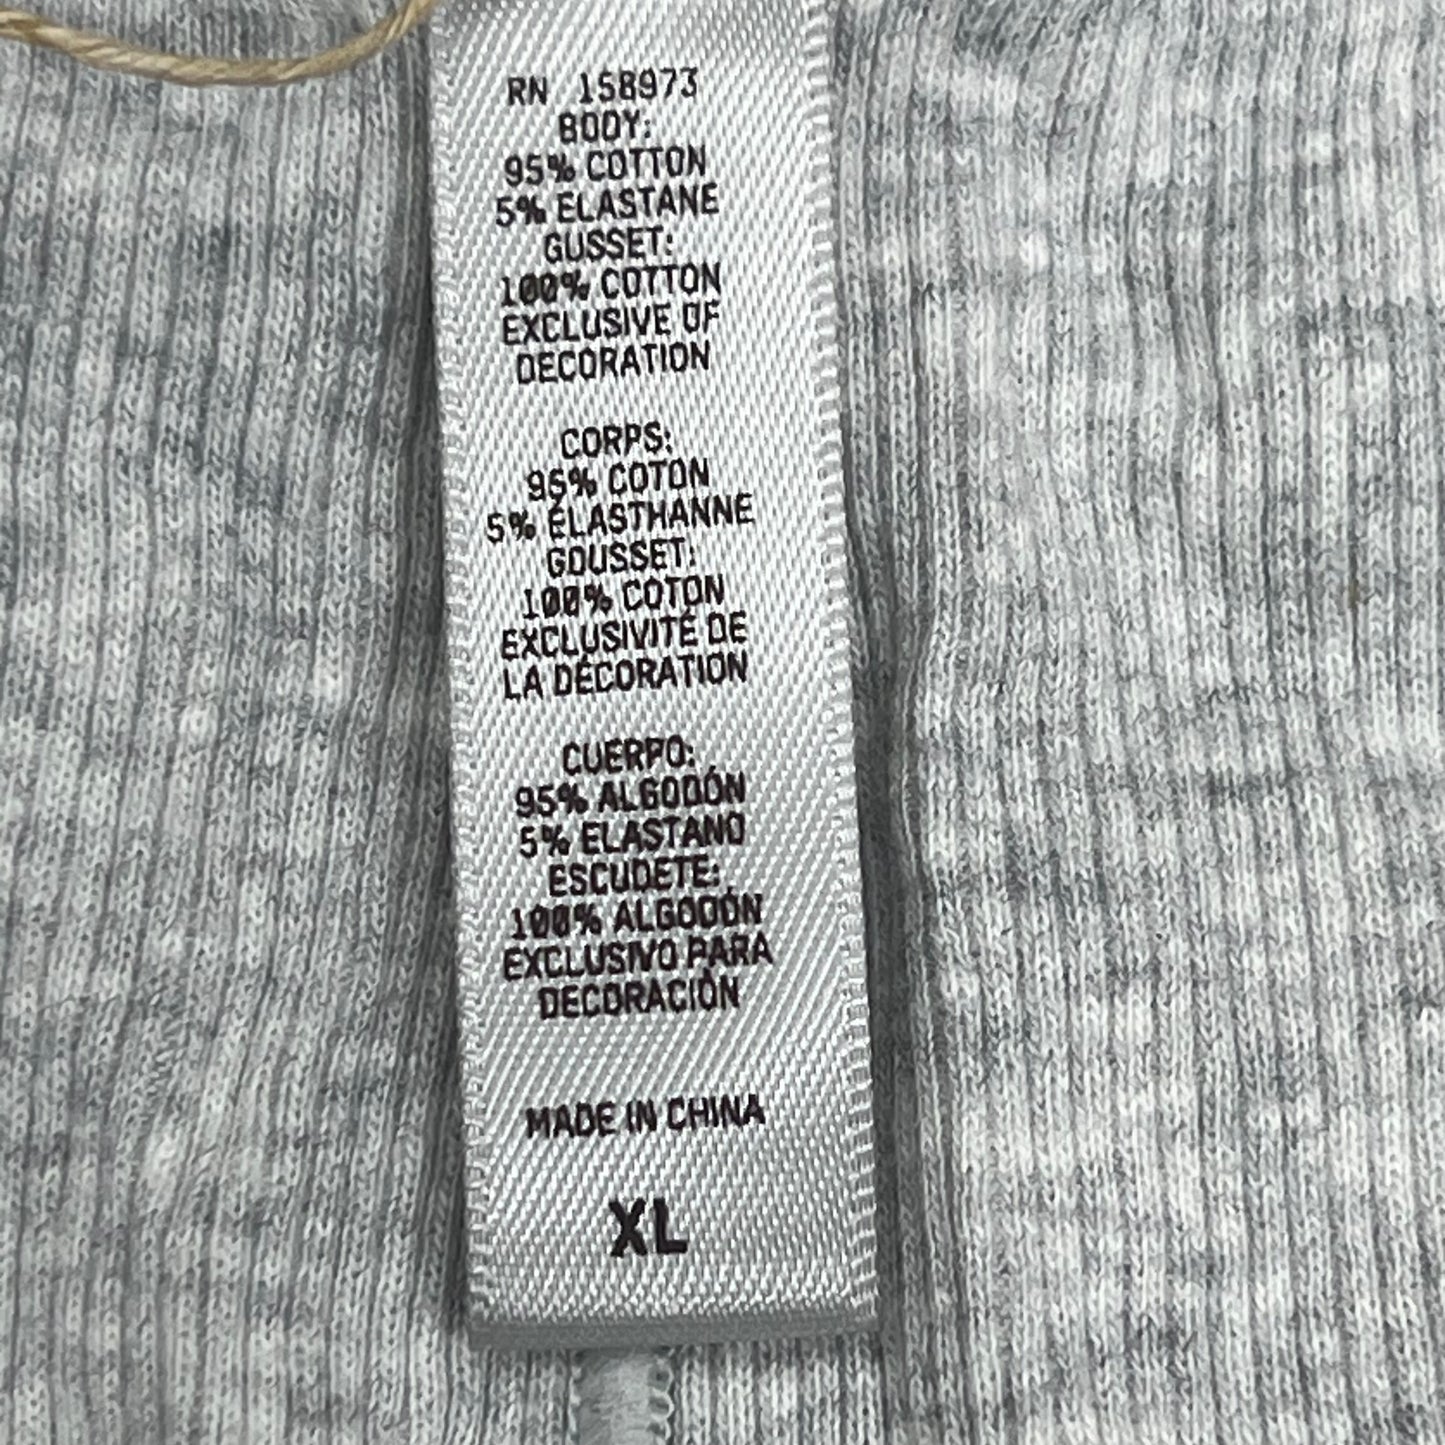 RN 158973
BODY:
95% COTTON
5% ELASTANE
GUSSET:
100% COTTON
EXCLUSIVE OF
DECORATION
CORPS:
95% COTON
5% ÉLASTHANNE
GOUSSET:
100% COTON
EXCLUSIVITÉ DE
LA DÉCORATION
CUERPO:
95% ALGODÓN
5% ELASTANO
ESCUDETE:
100% ALGODÓN
EXCLUSIVO PARA
DECORACIÓN
MADE IN CHINA
XL